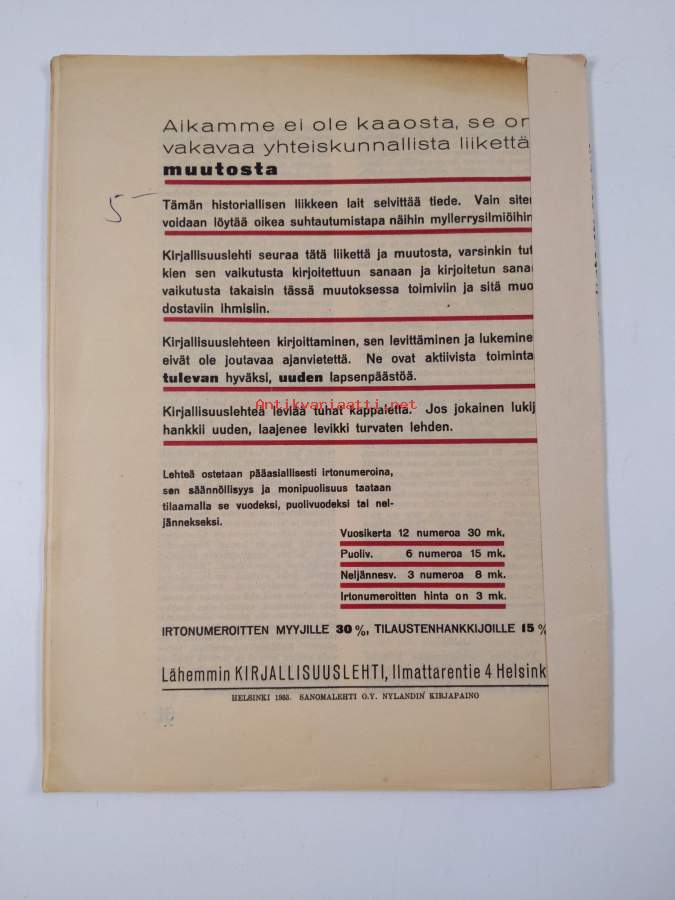 Aikamme ei ole kaaosta, se on
vakavaa yhteiskunnallista liikettä
muutosta
5 —
Tämän historiallisen liikkeen lait selvittää tiede. Vain siten
voidaan löytää oikea suhtautumistapa näihin myllerrysilmiöihin
Kirjallisuuslehti seuraa tätä liikettä ja muutosta, varsinkin tut
kien sen vaikutusta kirjoitettuun sanaan ja kirjoitetun sana
vaikutusta takaisin tässä muutoksessa toimiviin ja sitä muo
dostaviin ihmisiin.
Kirjallisuuslehteen kirjoittaminen, sen levittäminen ja lukemine
eivät ole joutavaa ajanvietettä. Ne ovat aktiivista toiminta
tulevan hyväksi, uuden lapsenpäästöä.
Antikvariaatti.net
Kirjallisuuslehteä leviää tuhat kappaletta. Jos jokainen lukij
hankkii uuden, laajenee levikki turvaten lehden.
Lehteä ostetaan pääasiallisesti irtonumeroina,
sen säännöllisyys ja monipuolisuus taataan
tilaamalla se vuodeksi, puolivuodeksi tai nel-
jännekseksi.
Vuosikerta 12 numeroa 30 mk.
Puoliv. 6 numeroa 15 mk.
Neljännesv. 3 numeroa 8 mk.
Irtonumeroitten hinta on 3 mk.
IRTONUMEROITTEN MYYJILLE 30 %, TILAUSTENHANKKIJOILLE 15 %
Lähemmin KIRJALLISUUSLEHTI, Ilmattarentie 4 Helsink
HELSINKI 1933. SANOMALEHTI O.Y. NYLANDIN KIRJAPAINO